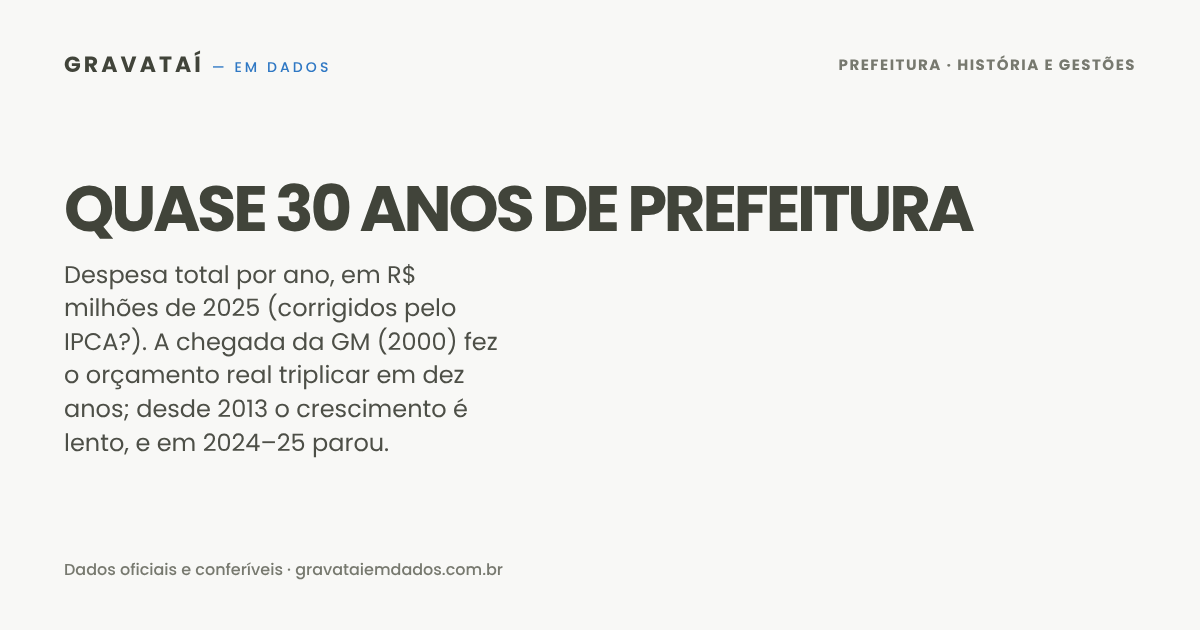 GRAVATAÍ — EM DADOS
PREFEITURA · HISTÓRIA E GESTÕES
QUASE 30 ANOS DE PREFEITURA
Despesa total por ano, em R$
milhões de 2025 (corrigidos pelo
IPCA?). A chegada da GM (2000) fez
o orçamento real triplicar em dez
anos; desde 2013 o crescimento é
lento, e em 2024–25 parou.
Dados oficiais e conferíveis · gravataiemdados.com.br